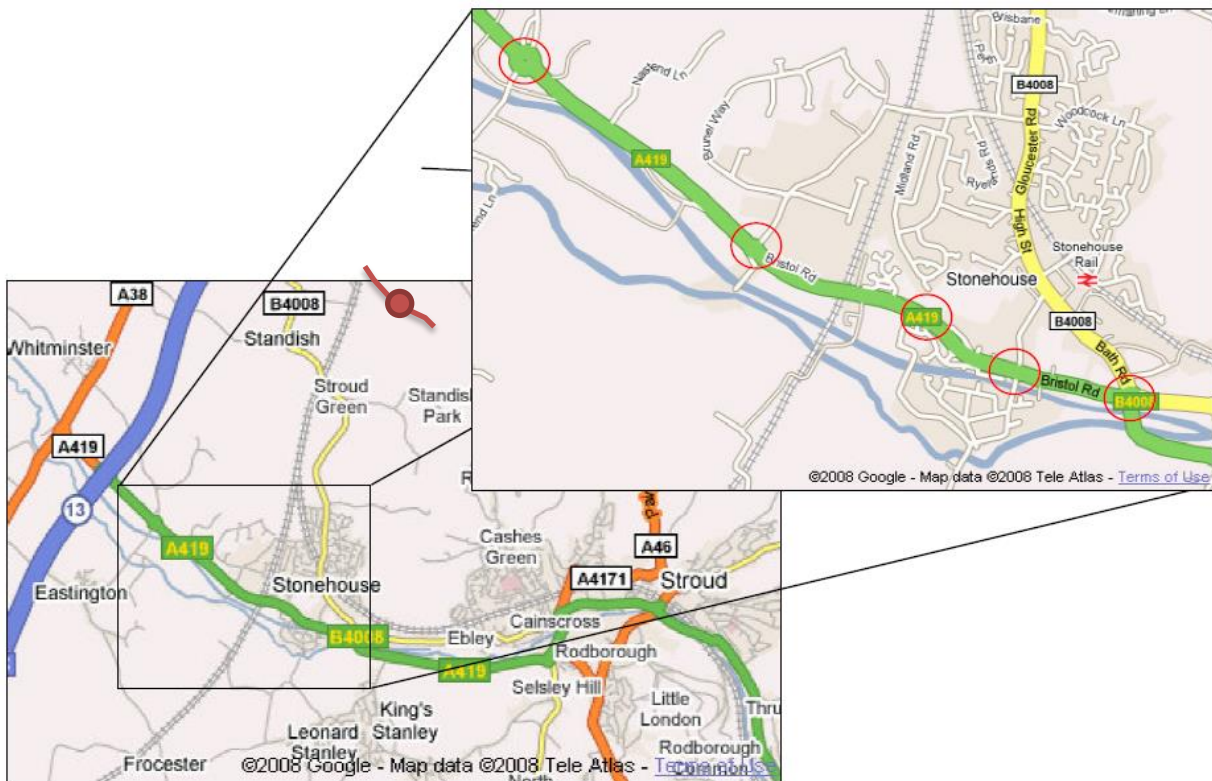 Brisbane
B4008
Nastend Ln
Brunel Way
Midland Rd
Ryelands Rd
Gloucester Rd
Woodcock Ln
A419
High St
Stonehouse
Rail
Bristol Rd
Stonehouse
A419
B4008
Bath Rd
Bristol Rd
B4008
©2008 Google - Map data ©2008 Tele Atlas - Terms of Use
A38
B4008
Standish
Whitminster
Stroud
Green
Standish
Park
A419
13
A419
Cashes
Green
A46
A4171
Stroud
Eastington
Stonehouse
Cainscross
B4008
Ebley
Rodborough
A419
Selsley Hill
King's
Stanley
Little
London
Thru
Leonard
Stanley
Rodborough
Common
Frocester
North
©2008 Google - Map data ©2008 Tele Atlas - Terms of Use